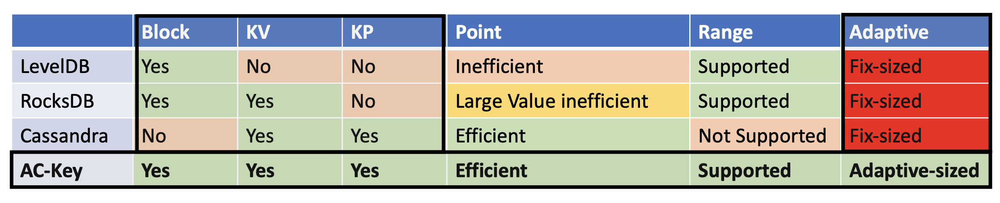 Block KV KP Point Range Adaptive
LevelDB Yes No No Inefficient Supported Fix-sized
RocksDB Yes Yes No Large Value inefficient Supported Fix-sized
Cassandra No Yes Yes Efficient Not Supported Fix-sized
AC-Key Yes Yes Yes Efficient Supported Adaptive-sized